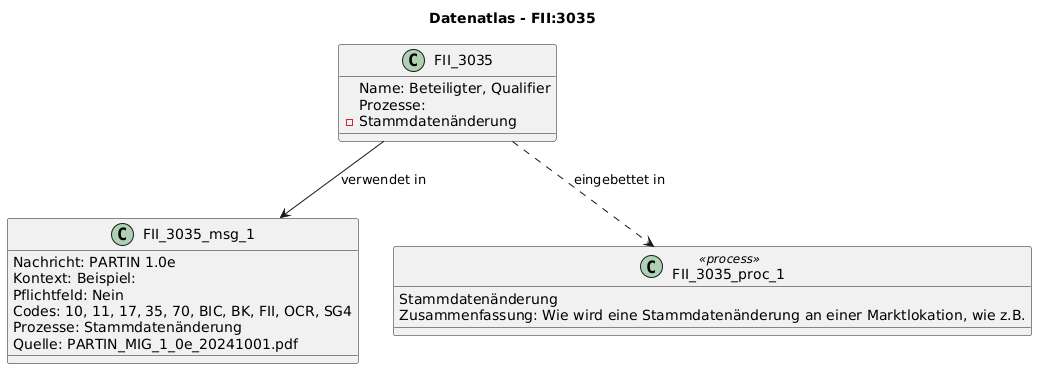 Datenatlas - FII:3035
C FII_3035
Name: Beteiligter, Qualifier
Prozesse:
Stammdatenänderung
verwendet in
eingebettet in
C FII_3035_msg_1
Nachricht: PARTIN 1.0e
Kontext: Beispiel:
Pflichtfeld: Nein
Codes: 10, 11, 17, 35, 70, BIC, BK, FII, OCR, SG4
Prozesse: Stammdatenänderung
Quelle: PARTIN_MIG_1_0e_20241001.pdf
C «process»
FII_3035_proc_1
Stammdatenänderung
Zusammenfassung: Wie wird eine Stammdatenänderung an einer Marktlokation, wie z.B.